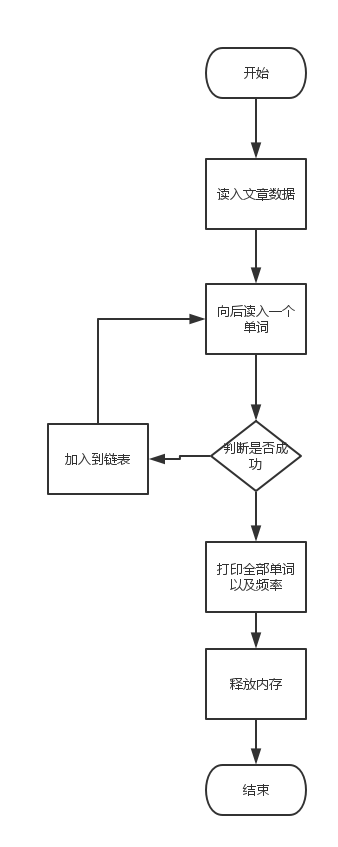 开始
读入文章数据
向后读入一个
单词
判断是否成
功
加入到链表
打印全部单词
以及频率
释放内存
结束